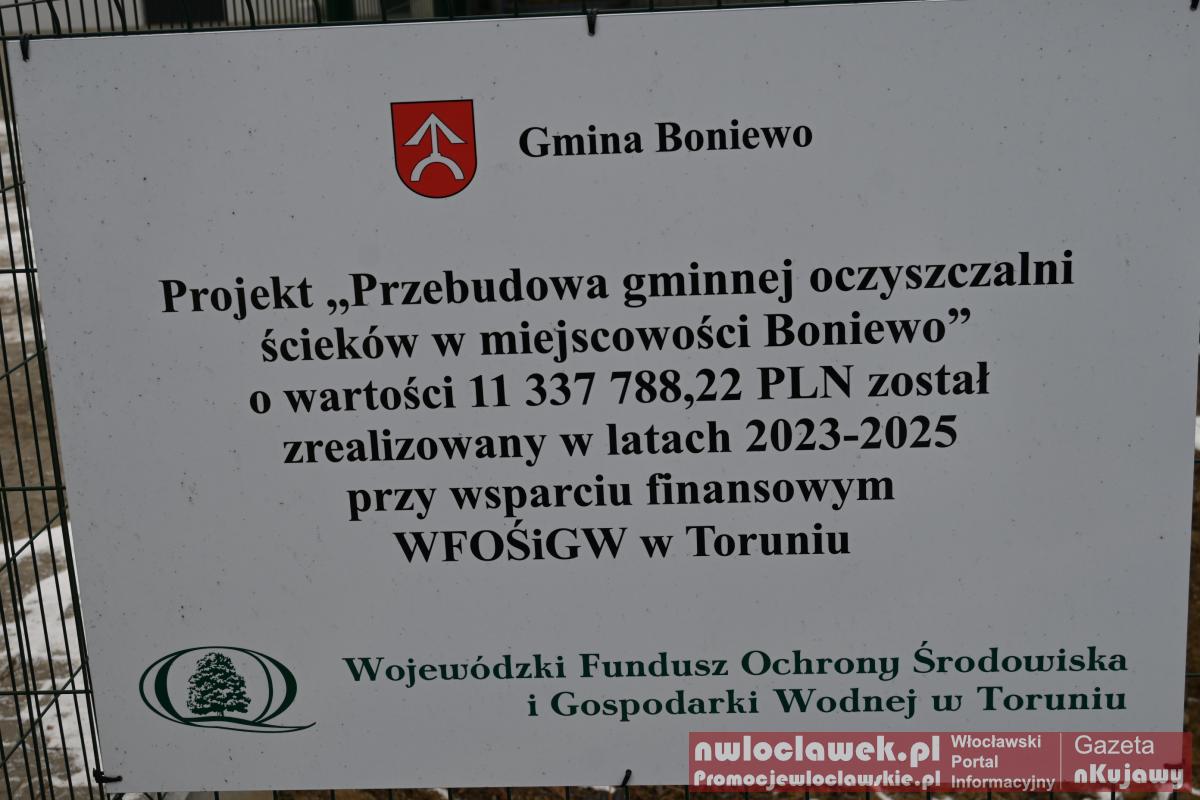 Gmina Boniewo
Projekt „Przebudowa gminnej oczyszczalni
ścieków w miejscowości Boniewo”
o wartości 11 337 788,22 PLN został
zrealizowany w latach 2023-2025
przy wsparciu finansowym
WFOŚiGW w Toruniu
Wojewódzki Fundusz Ochrony Środowiska
i Gospodarki Wodnej w Toruniu
nwloclawek.pl
Promocjewloclawskie.pl
Włocławski
Portal
Informacyjny
Gazeta
nKujawy